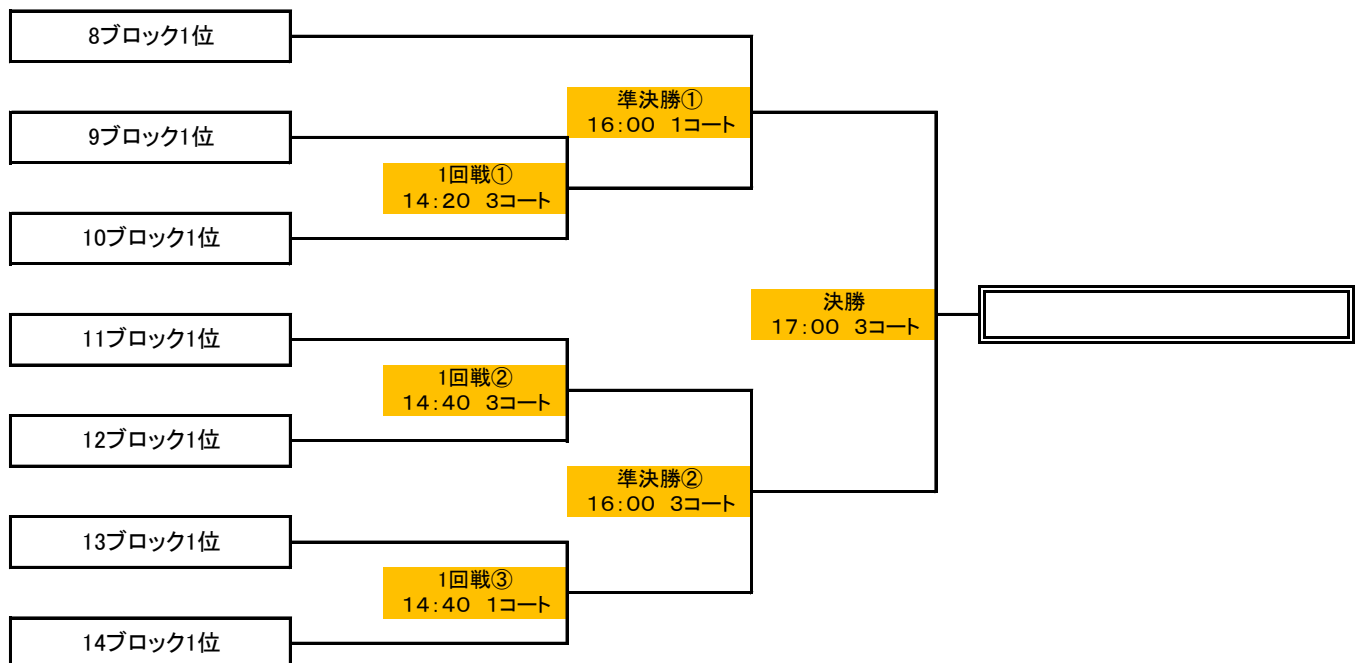 8ブロック1位
準決勝①
16:00 1コート
9ブロック1位
1回戦①
14:20 3コート
10ブロック1位
決勝
17:00 3コート
11ブロック1位
1回戦②
14:40 3コート
12ブロック1位
準決勝②
16:00 3コート
13ブロック1位
1回戦③
14:40 1コート
14ブロック1位